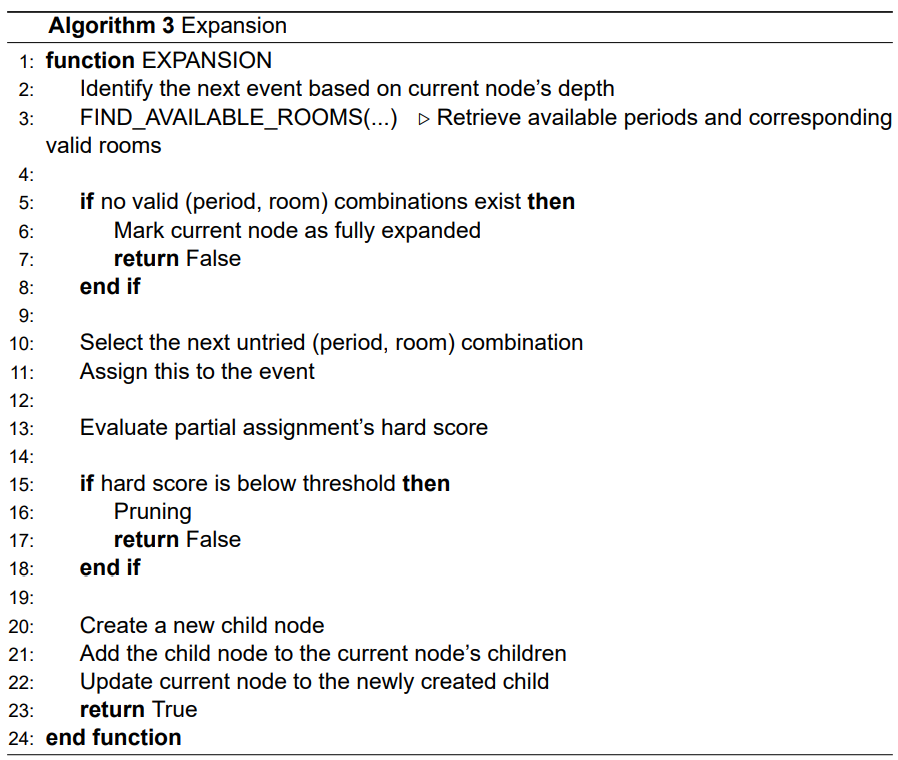 Algorithm 3 Expansion
1: function EXPANSION
2: Identify the next event based on current node's depth
3: FIND_AVAILABLE_ROOMS(...) ▷ Retrieve available periods and corresponding
valid rooms
4:
5: if no valid (period, room) combinations exist then
6: Mark current node as fully expanded
7: return False
8: end if
9:
10: Select the next untried (period, room) combination
11: Assign this to the event
12:
13: Evaluate partial assignment's hard score
14:
15: if hard score is below threshold then
16: Pruning
17: return False
18: end if
19:
20: Create a new child node
21: Add the child node to the current node's children
22: Update current node to the newly created child
23: return True
24: end function